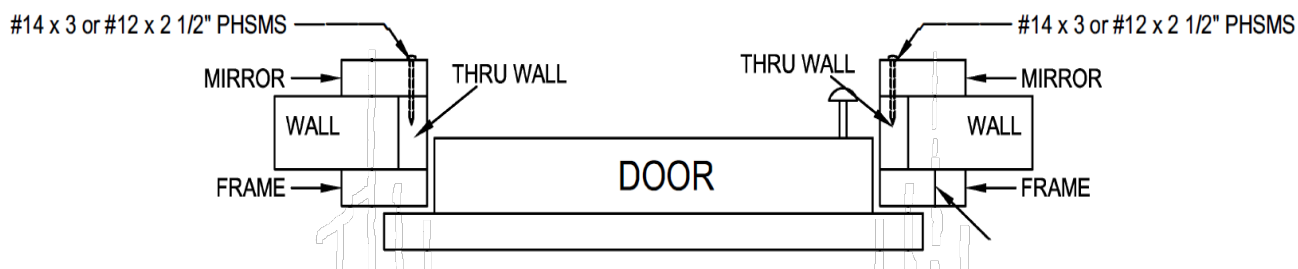 #14 x 3 or #12 x 2 1/2" PHSMS
#14 x 3 or #12 x 2 1/2" PHSMS
MIRROR
THRU WALL
THRU WALL
MIRROR
WALL
WALL
FRAME
DOOR
FRAME